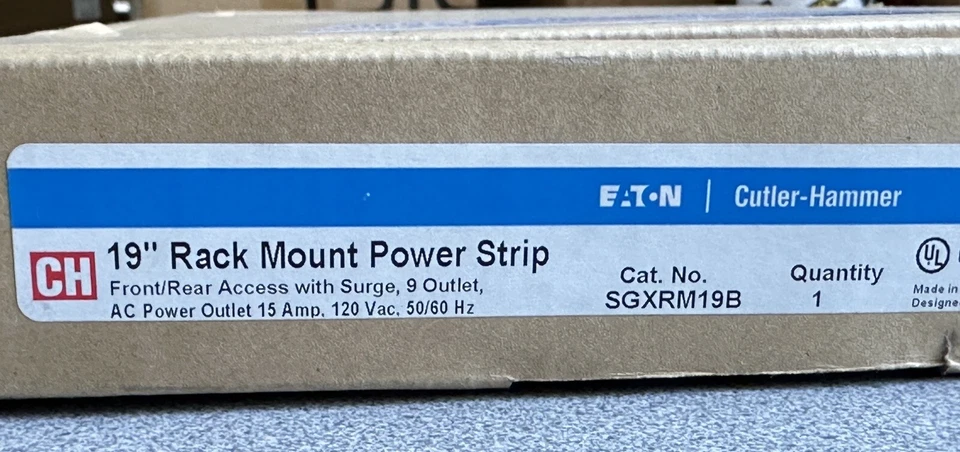 EATON | Cutler-Hammer
CH
19" Rack Mount Power Strip
Front/Rear Access with Surge, 9 Outlet,
AC Power Outlet 15 Amp, 120 Vac, 50/60 Hz
Cat. No.
SGXRM19B
Quantity
1
UL
Made in
Designe